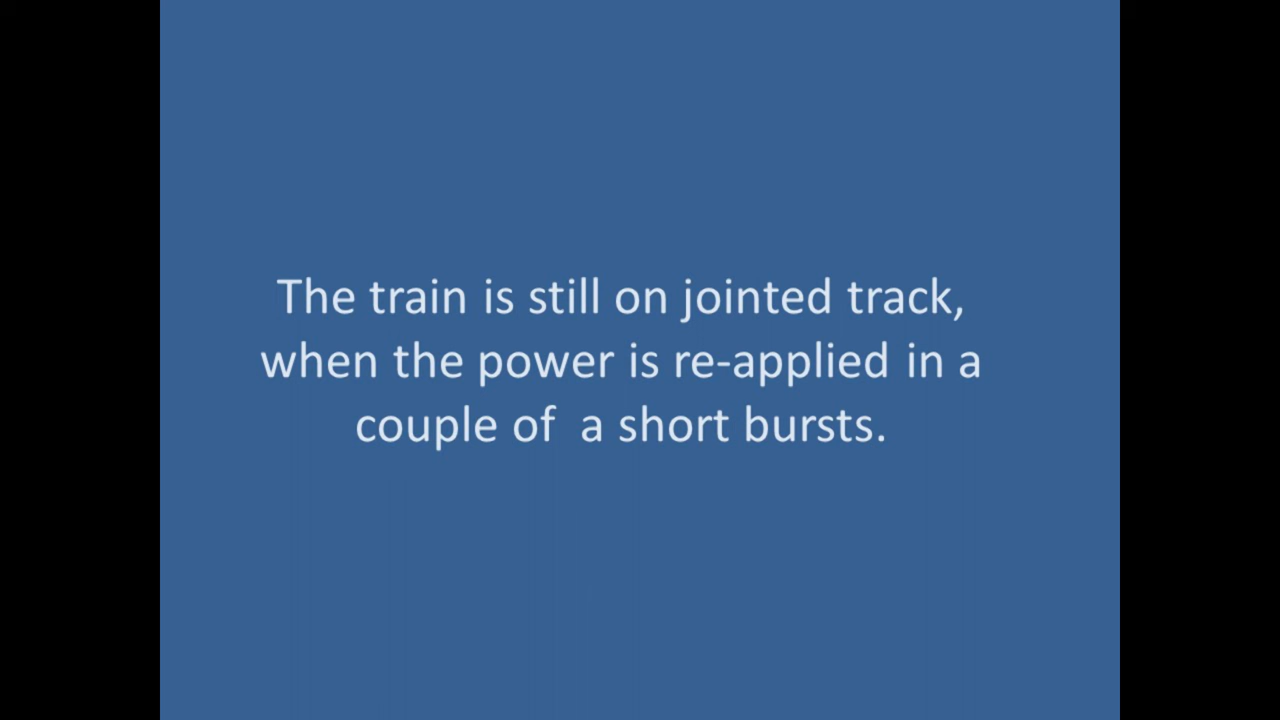 The train is still on jointed track,
when the power is re-applied in a
couple of  a short bursts.